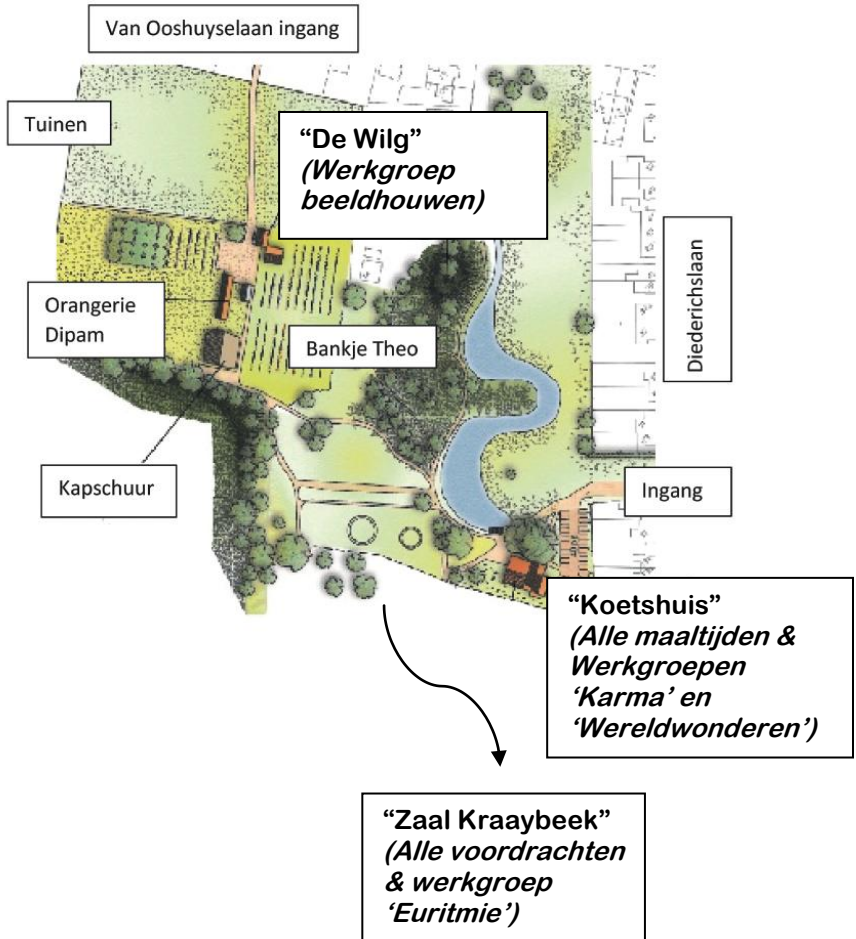 Van Ooshuyselaan ingang
Tuinen
“De Wilg”
(Werkgroep
beeldhouwen)
Orangerie
Dipam
Bankje Theo
Diederichslaan
Kapschuur
Ingang
“Koetshuis”
(Alle maaltijden &
Werkgroepen
‘Karma’ en
‘Wereldwonderen’)
“Zaal Kraaybeek”
(Alle voordrachten
& werkgroep
‘Euritmie’)